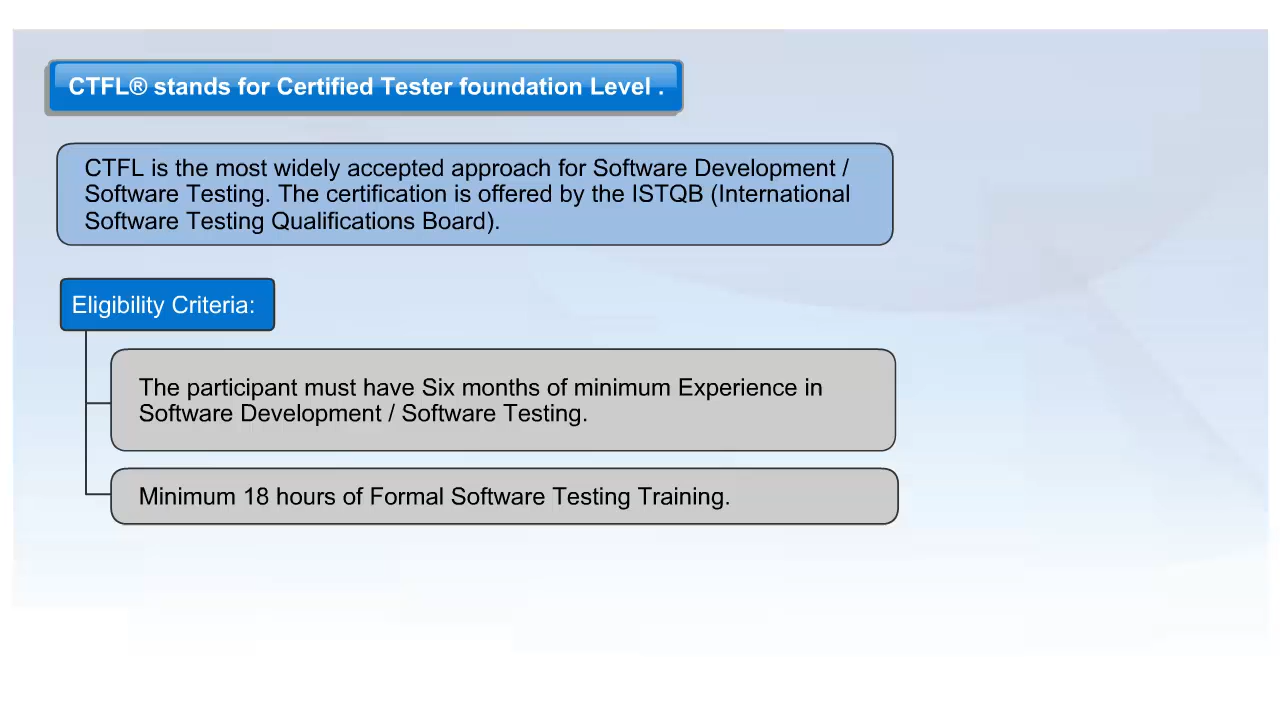 CTFL® stands for Certified Tester foundation Level .
CTFL is the most widely accepted approach for Software Development /
Software Testing. The certification is offered by the ISTQB (International
Software Testing Qualifications Board).
Eligibility Criteria:
The participant must have Six months of minimum Experience in
Software Development / Software Testing.
Minimum 18 hours of Formal Software Testing Training.